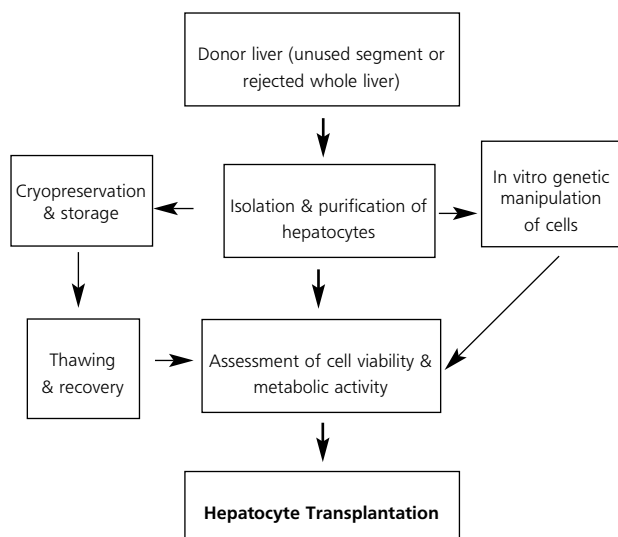 Donor liver (unused segment or
rejected whole liver)
Cryopreservation
& storage
Isolation & purification of
hepatocytes
In vitro genetic
manipulation
of cells
Thawing
& recovery
Assessment of cell viability &
metabolic activity
Hepatocyte Transplantation